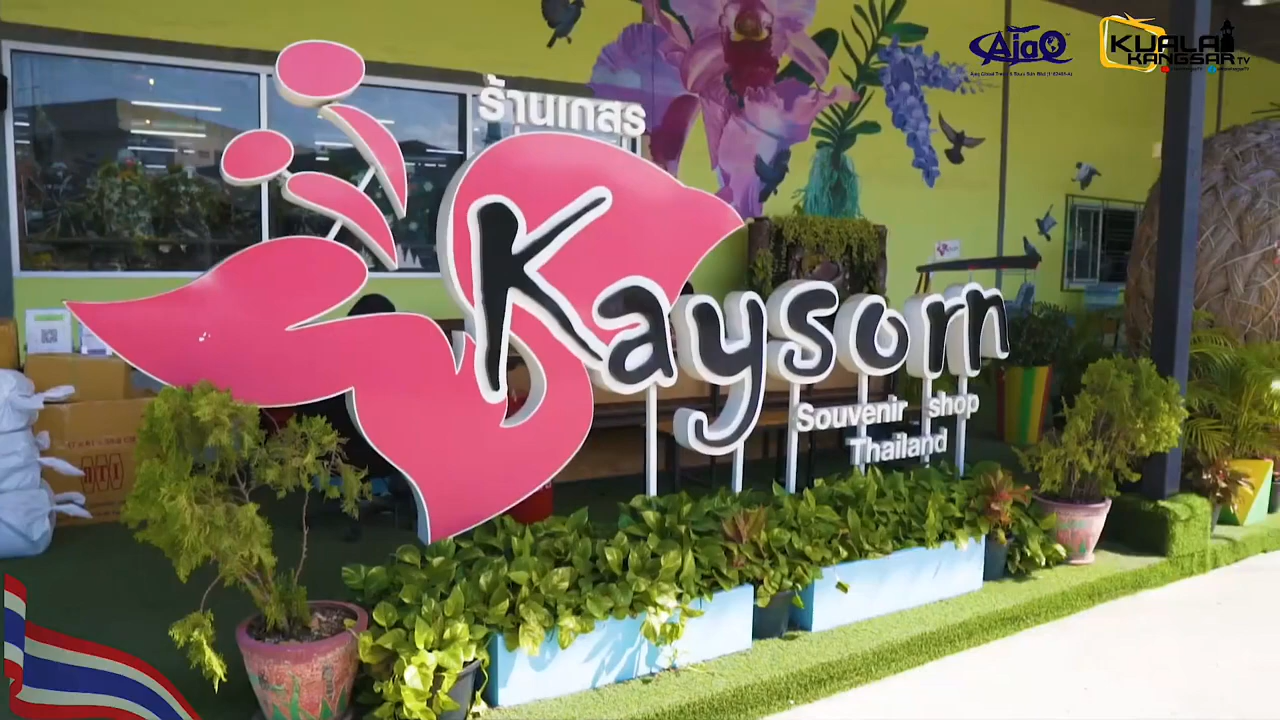 AJaQ
KUALA
KANGSAR TV
ร้านเกสร
Kaysorn
Souvenir shop
Thailand